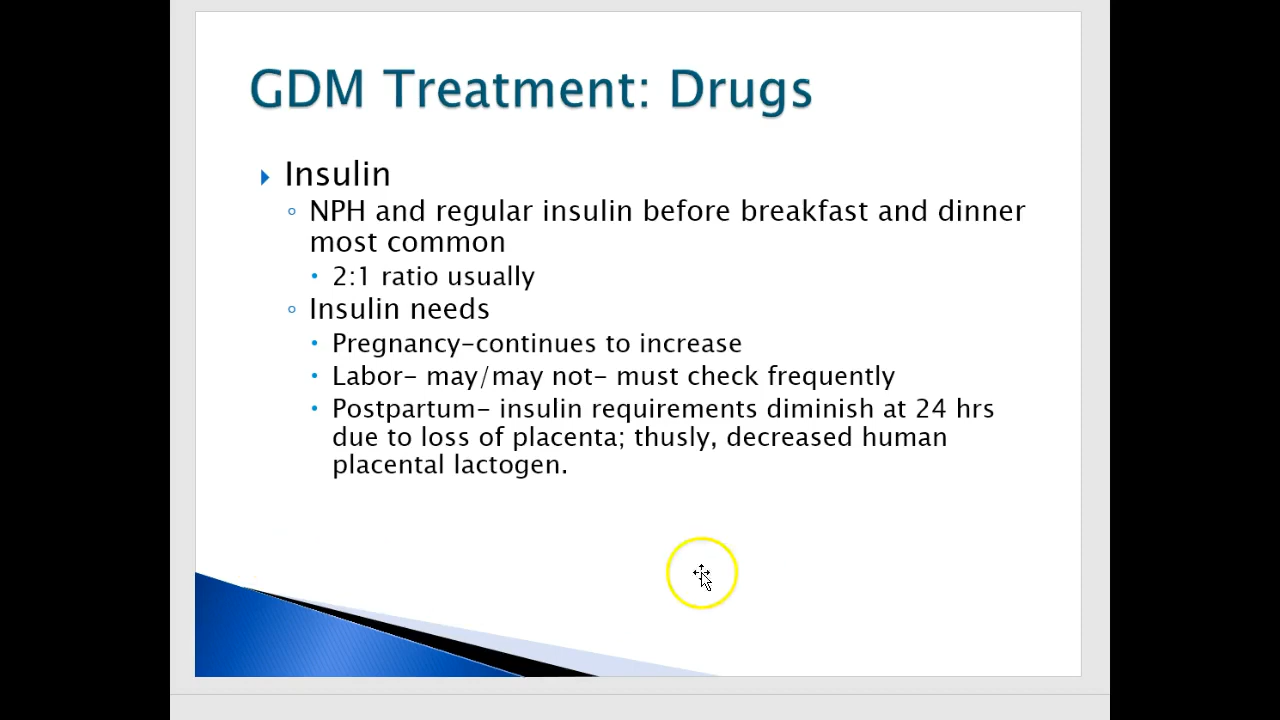 GDM Treatment: Drugs
Insulin
NPH and regular insulin before breakfast and dinner
most common
2:1 ratio usually
Insulin needs
Pregnancy-continues to increase
Labor- may/may not- must check frequently
Postpartum- insulin requirements diminish at 24 hrs
due to loss of placenta; thusly, decreased human
placental lactogen.